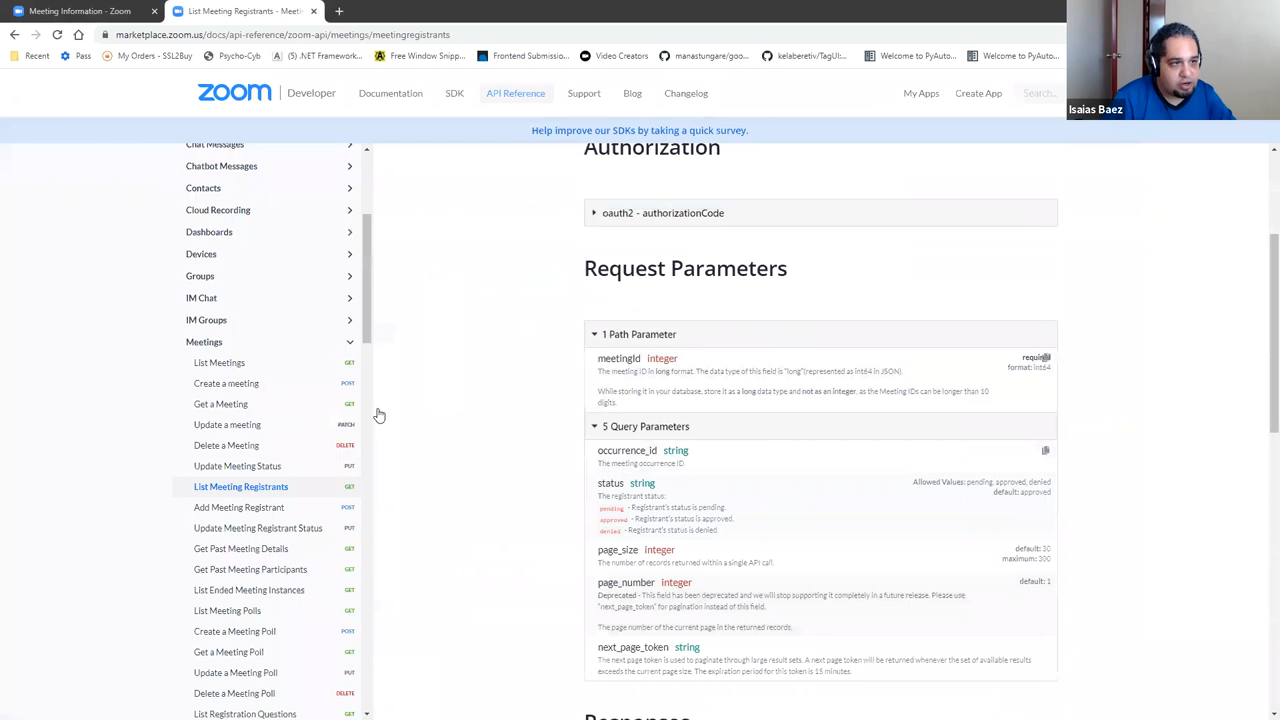 Meeting Information - Zoom
List Meeting Registrants - Meeti
marketplace.zoom.us/docs/api-reference/zoom-api/meetings/meetingregistrants
Recent
Pass
My Orders - SSL2Buy
Psycho-Cyb
(A) .NET Framework...
Free Window Snipp...
Frontend Submissio...
Video Creators
manastungare/goo...
kelaberetiv/TagUI:...
Welcome to PyAuto...
Welcome to PyAuto...
Isaias Baez
zoom
Developer
Documentation
SDK
API Reference
Support
Blog
Changelog
My Apps
Create App
Search...
Help improve our SDKs by taking a quick survey.
Chat Messages
Chatbot Messages
Contacts
Cloud Recording
Dashboards
Devices
Groups
IM Chat
IM Groups
Meetings
List Meetings GET
Create a meeting POST
Get a Meeting GET
Update a meeting PATCH
Delete a Meeting DELETE
Update Meeting Status PUT
List Meeting Registrants GET
Add Meeting Registrant POST
Update Meeting Registrant Status PUT
Get Past Meeting Details GET
Get Past Meeting Participants GET
List Ended Meeting Instances GET
List Meeting Polls GET
Create a Meeting Poll POST
Get a Meeting Poll GET
Update a Meeting Poll PUT
Delete a Meeting Poll DELETE
List Registration Questions GET
Authorization
oauth2 - authorizationCode
Request Parameters
1 Path Parameter
meetingId integer
required
format: int64
The meeting ID in long format. The data type of this field is "long"(represented as int64 in JSON).
While storing it in your database, store it as a long data type and not as an integer, as the Meeting IDs can be longer than 10
digits.
5 Query Parameters
occurrence_id string
The meeting occurrence ID.
status string
Allowed Values: pending, approved, denied
default: approved
The registrant status:
pending - Registrant's status is pending.
approved - Registrant's status is approved.
denied - Registrant's status is denied.
page_size integer
default: 30
maximum: 300
The number of records returned within a single API call.
page_number integer
default: 1
Deprecated - This field has been deprecated and we will stop supporting it completely in a future release. Please use
"next_page_token" for pagination instead of this field.
The page number of the current page in the returned records.
next_page_token string
The next page token is used to paginate through large result sets. A next page token will be returned whenever the set of available results
exceeds the current page size. The expiration period for this token is 15 minutes.
Responses